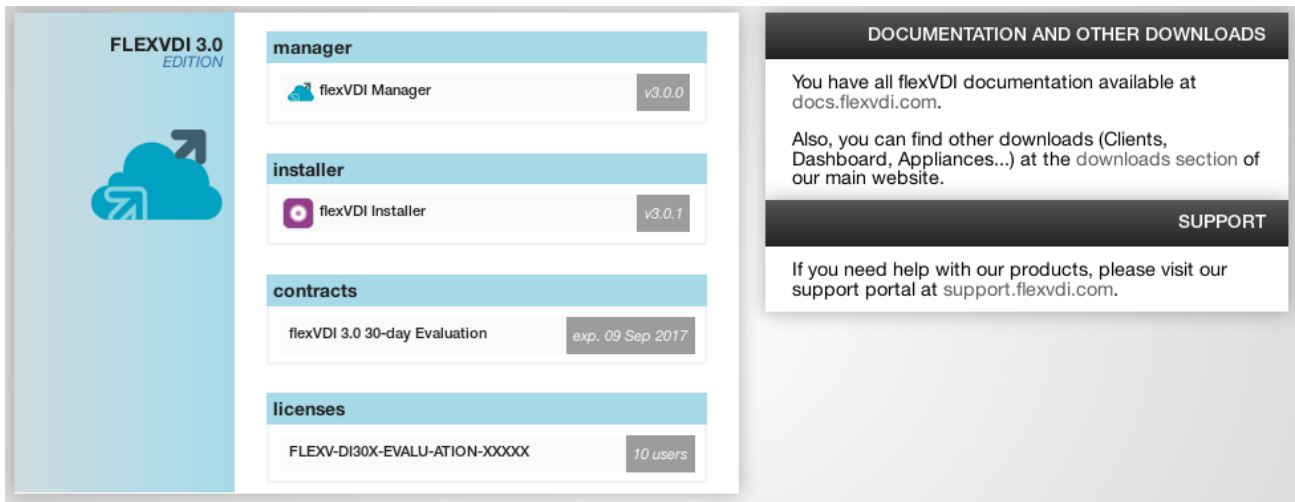 FLEXVDI 3.0
EDITION
manager
flexVDI Manager
v3.0.0
installer
flexVDI Installer
v3.0.1
contracts
flexVDI 3.0 30-day Evaluation
exp. 09 Sep 2017
licenses
FLEXV-DI30X-EVALU-ATION-XXXXX
10 users
DOCUMENTATION AND OTHER DOWNLOADS
You have all flexVDI documentation available at
docs.flexvdi.com.
Also, you can find other downloads (Clients,
Dashboard, Appliances...) at the downloads section of
our main website.
SUPPORT
If you need help with our products, please visit our
support portal at support.flexvdi.com.